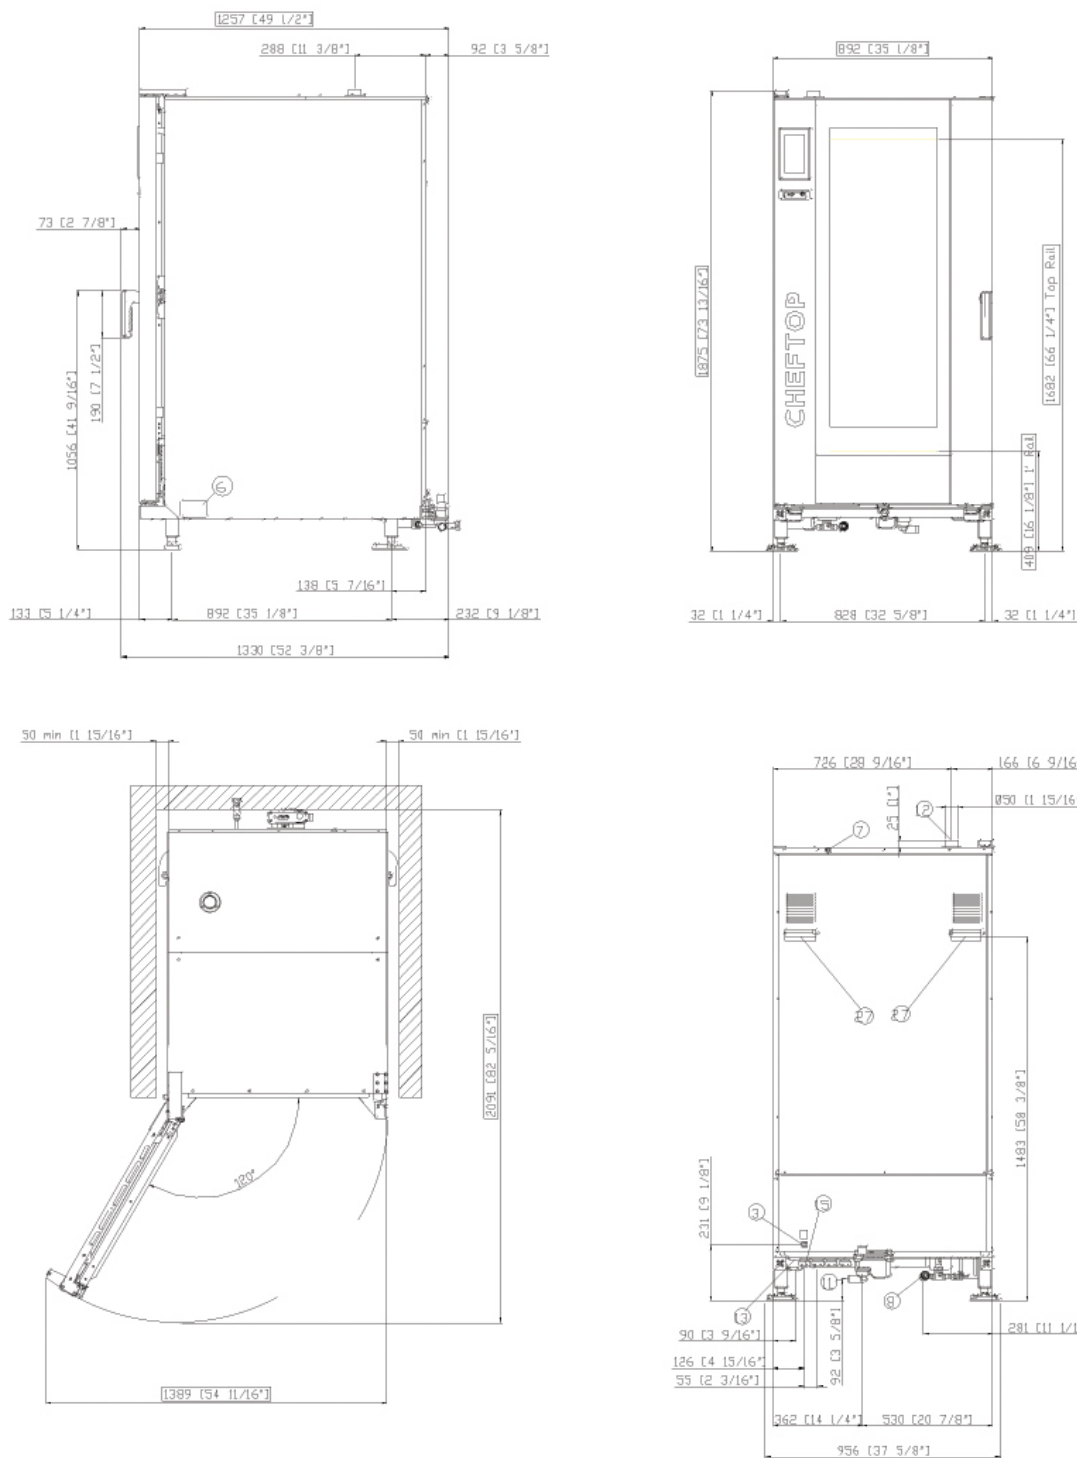 1257 [49 1/2"]
288 [11 3/8"]
92 [3 5/8"]
73 [2 7/8"]
1056 [41 9/16"]
190 [7 1/2"]
6
138 [5 7/16"]
133 [5 1/4"]
892 [35 1/8"]
232 [9 1/8"]
1330 [52 3/8"]
892 [35 1/8"]
1875 [73 13/16"]
CHEFTOP
1682 [66 1/4"] Top Rail
409 [16 1/8"] 1° Rail
32 [1 1/4"]
828 [32 5/8"]
32 [1 1/4"]
50 min [1 15/16"]
50 min [1 15/16"]
2091 [82 5/16"]
120°
1389 [54 11/16"]
726 [28 9/16"]
166 [6 9/16
Ø50 [1 15/16
25 [1"]
12
7
27
27
1483 [58 3/8"]
231 [9 1/8"]
3
11
8
13
90 [3 9/16"]
92 [3 5/8"]
281 [11 1/1
126 [4 15/16"]
55 [2 3/16"]
362 [14 1/4"]
530 [20 7/8"]
956 [37 5/8"]